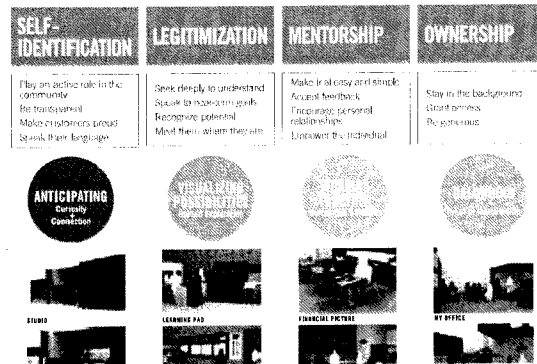 SELF-
IDENTIFICATION
LEGITIMIZATION
MENTORSHIP
OWNERSHIP
Play an active role in the
community
Be transparent
Make customers proud
Speak their language
Seek deeply to understand
Speak to near-term goals
Recognize potential
Meet them where they are
Make trial easy and simple
Accept feedback
Encourage personal
relationships
Empower the individual
Stay in the background
Grant access
Be generous
ANTICIPATING
Curiosity
+
Connection
VISUALIZING
POSSIBILITIES
STUDIO
LEARNING PAD
FINANCIAL PICTURE
MY OFFICE